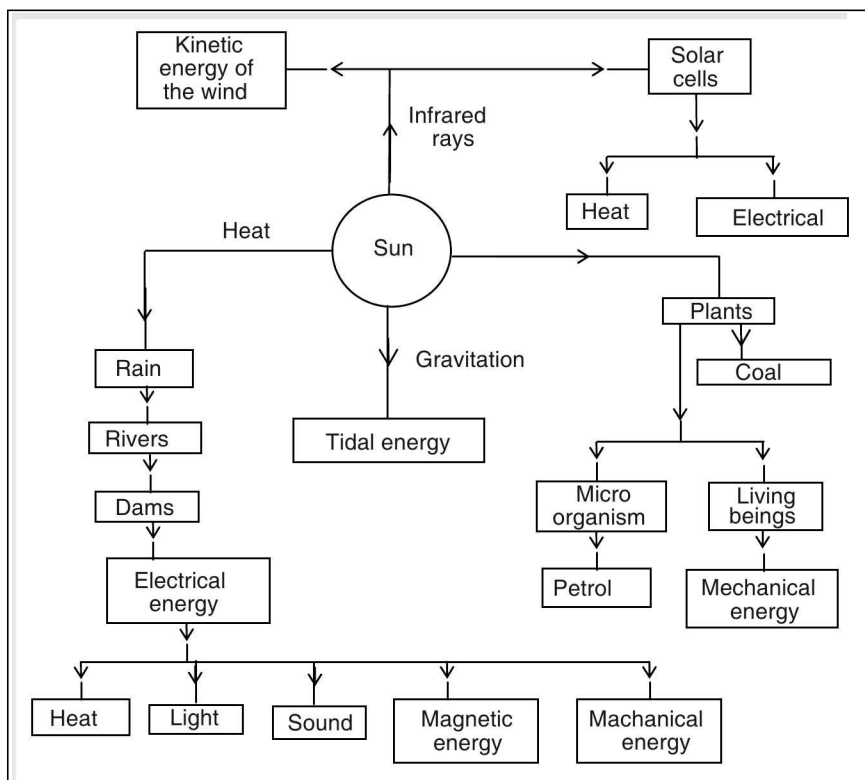 Kinetic
energy of
the wind
Solar
cells
Infrared
rays
Heat
Electrical
Heat
Sun
Plants
Coal
Rain
Gravitation
Rivers
Tidal energy
Dams
Micro
organism
Living
beings
Electrical
energy
Petrol
Mechanical
energy
Heat
Light
Sound
Magnetic
energy
Machanical
energy